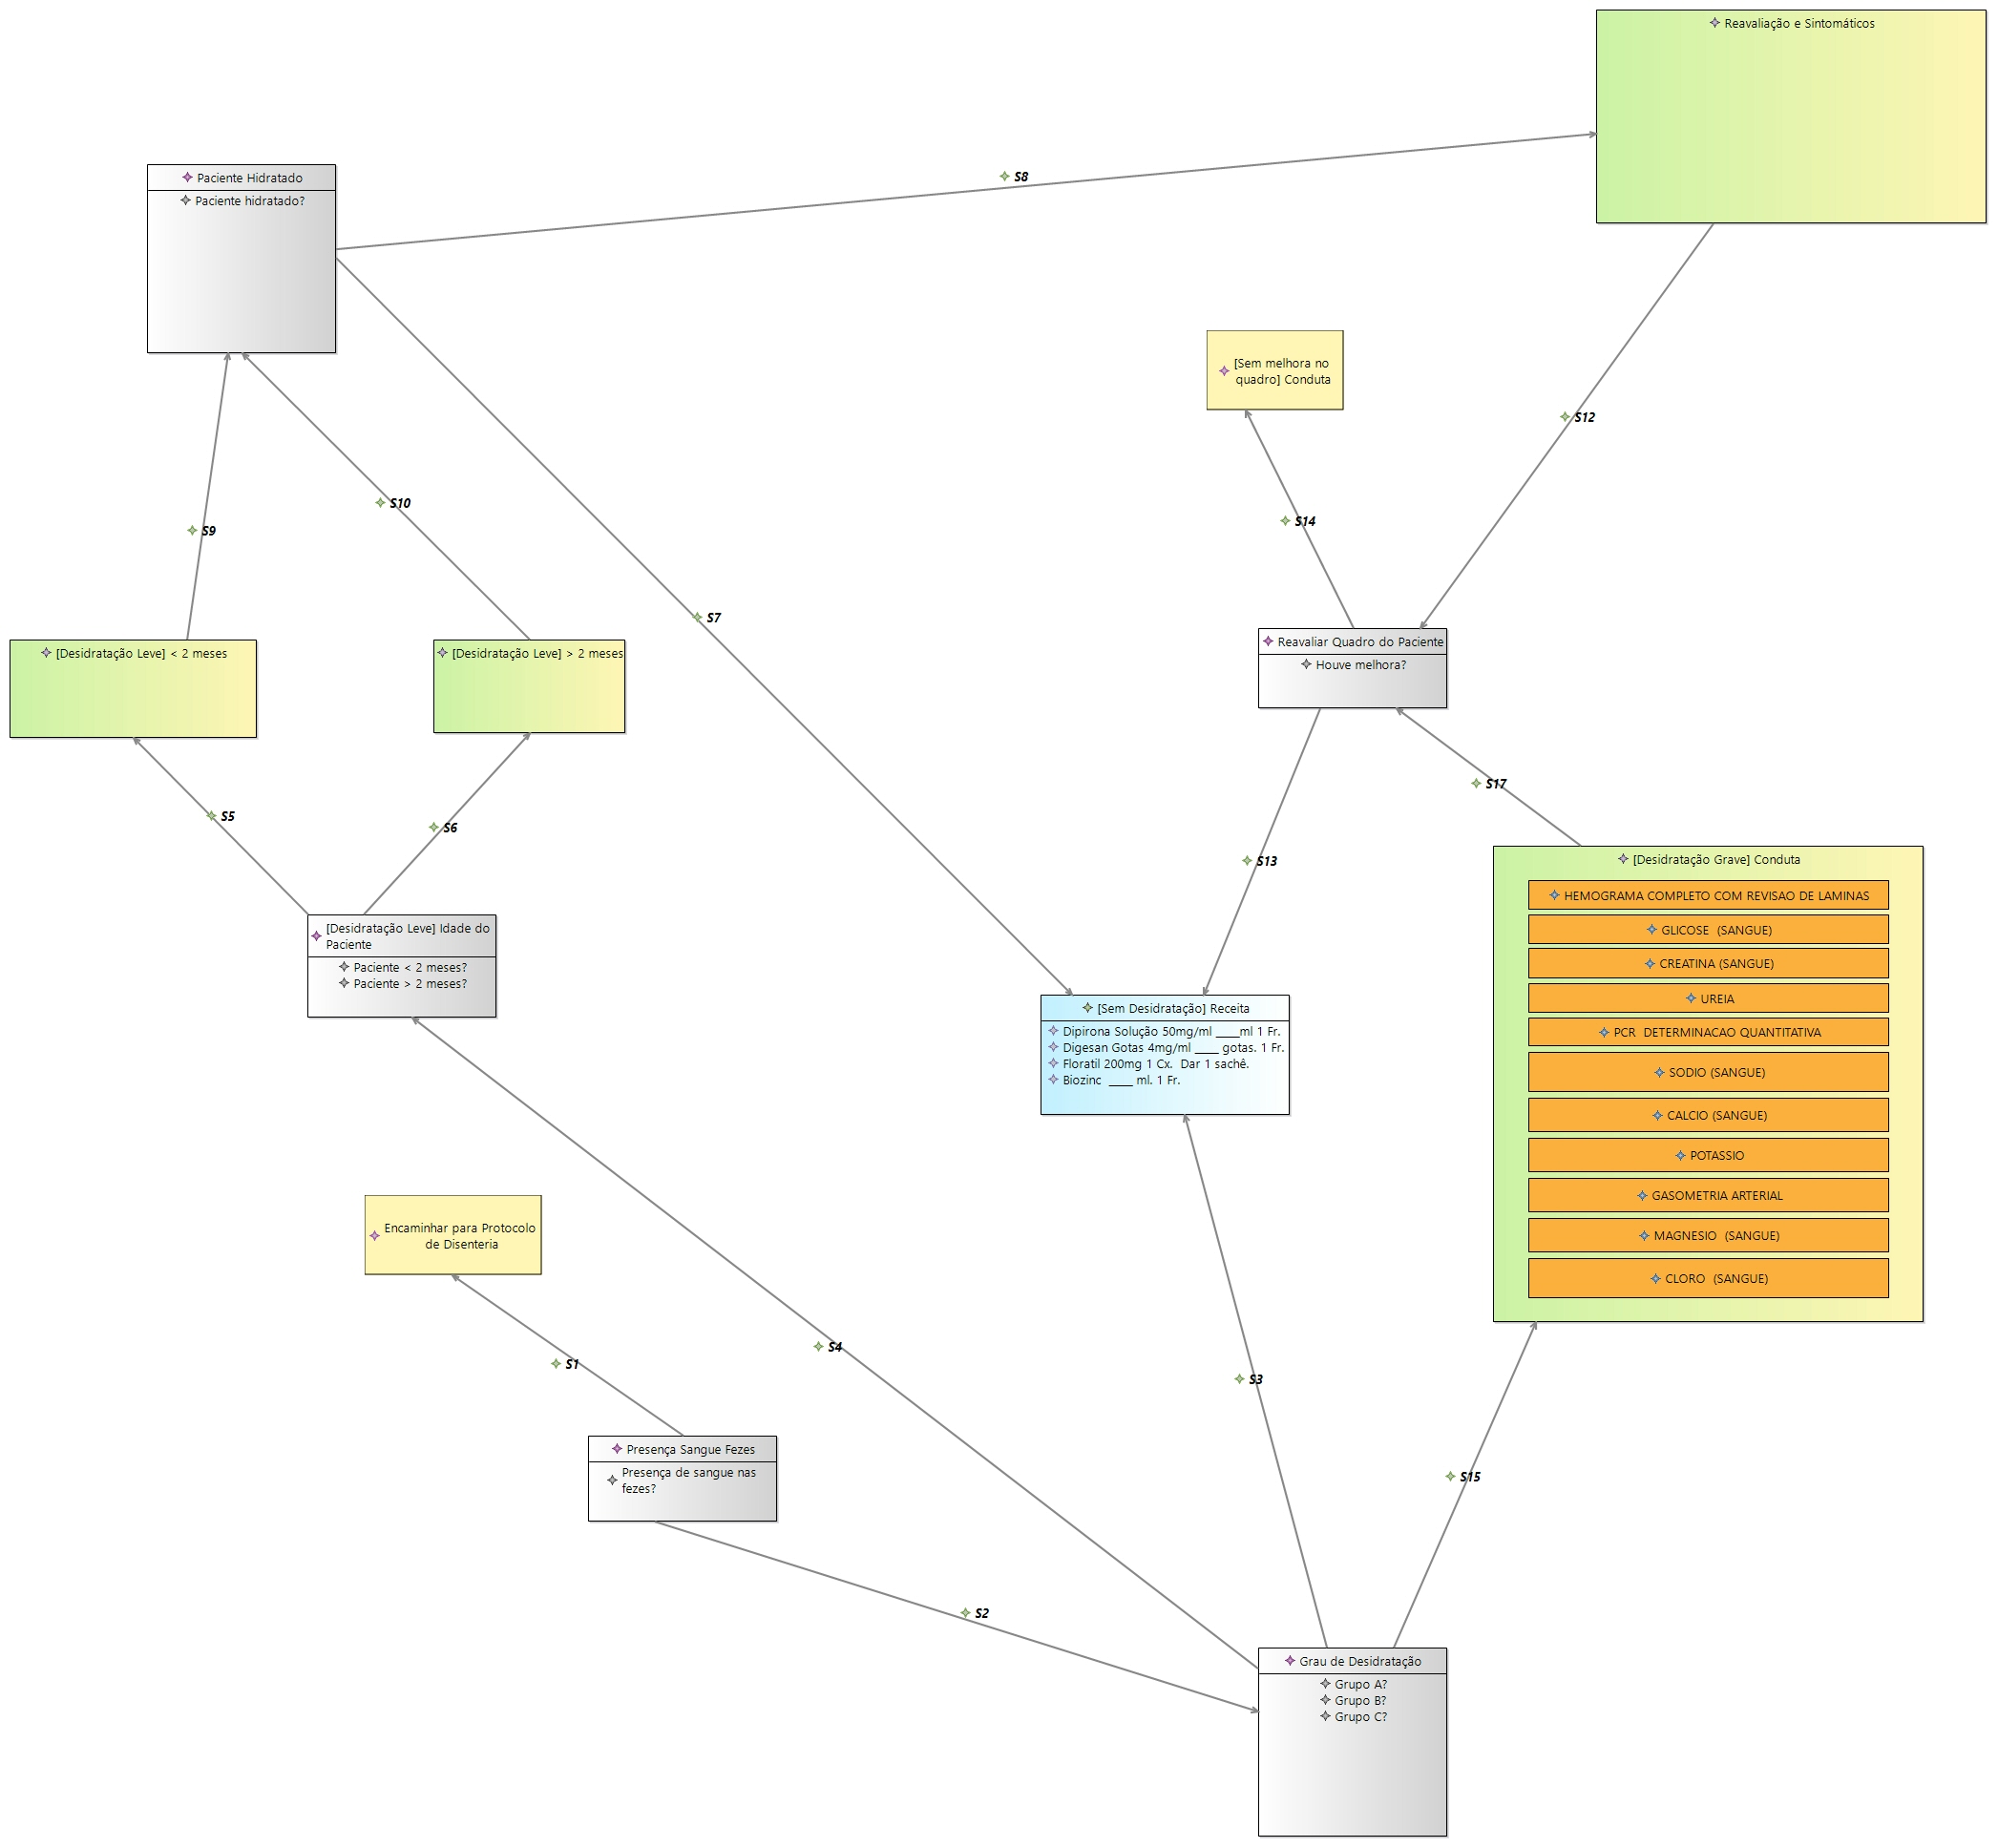 Reavaliação e Sintomáticos
Paciente Hidratado
Paciente hidratado?
S8
[Sem melhora no
quadro] Conduta
S12
S10
S9
S14
S7
Reavaliar Quadro do Paciente
Houve melhora?
[Desidratação Leve] < 2 meses
[Desidratação Leve] > 2 meses
S17
S5
S6
S13
[Desidratação Grave] Conduta
HEMOGRAMA COMPLETO COM REVISAO DE LAMINAS
GLICOSE  (SANGUE)
CREATINA (SANGUE)
UREIA
PCR  DETERMINACAO QUANTITATIVA
SODIO (SANGUE)
CALCIO (SANGUE)
POTASSIO
GASOMETRIA ARTERIAL
MAGNESIO  (SANGUE)
CLORO  (SANGUE)
[Desidratação Leve] Idade do
Paciente
Paciente < 2 meses?
Paciente > 2 meses?
[Sem Desidratação] Receita
Dipirona Solução 50mg/ml ____ml 1 Fr.
Digesan Gotas 4mg/ml ____ gotas. 1 Fr.
Floratil 200mg 1 Cx.  Dar 1 sachê.
Biozinc  ____ ml. 1 Fr.
Encaminhar para Protocolo
de Disenteria
S4
S1
S3
Presença Sangue Fezes
Presença de sangue nas
fezes?
S15
S2
Grau de Desidratação
Grupo A?
Grupo B?
Grupo C?